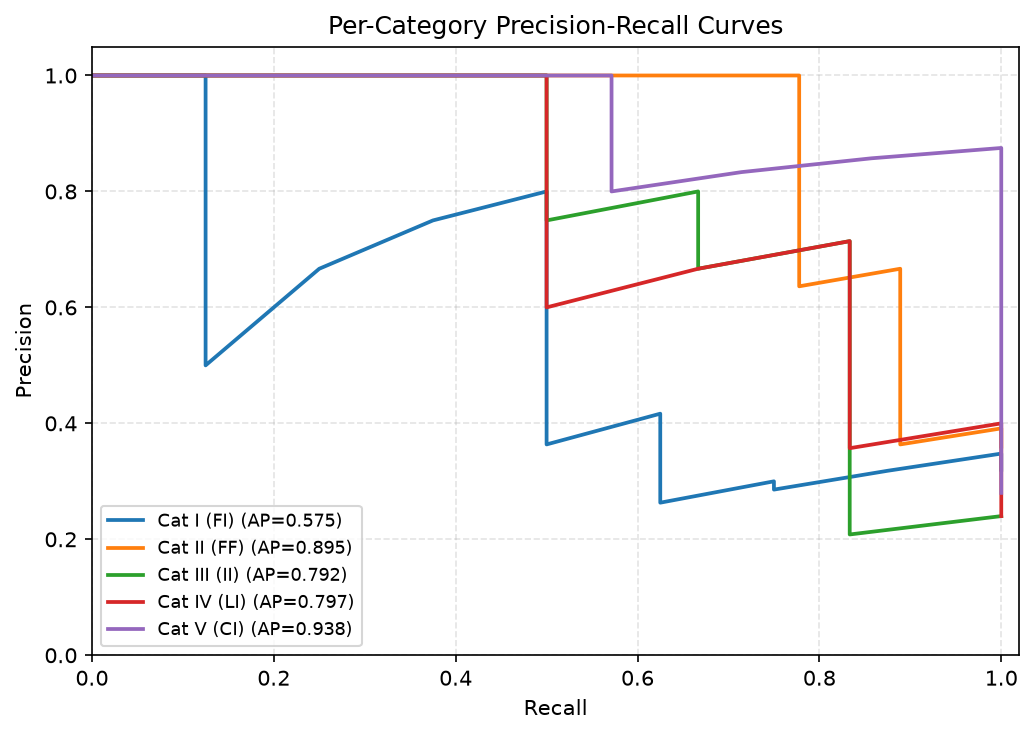 Per-Category Precision-Recall Curves
Precision
1.0
0.8
0.6
0.4
0.2
0.0
Cat I (FI) (AP=0.575)
Cat II (FF) (AP=0.895)
Cat III (II) (AP=0.792)
Cat IV (LI) (AP=0.797)
Cat V (CI) (AP=0.938)
0.0 0.2 0.4 0.6 0.8 1.0
Recall